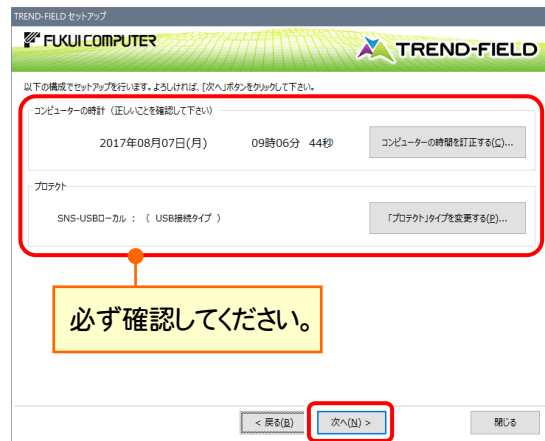 TREND-FIELD セットアップ
FUKUI COMPUTER
TREND-FIELD
以下の構成でセットアップを行います。よろしければ、[次へ]ボタンをクリックして下さい。
コンピューターの時計（正しいことを確認して下さい）
2017年08月07日(月) 09時06分 44秒
コンピューターの時間を訂正する(C)...
プロテクト
SNS-USBローカル ： （ USB接続タイプ ）
「プロテクト」タイプを変更する(P)...
必ず確認してください。
< 戻る(B)
次へ(N) >
閉じる